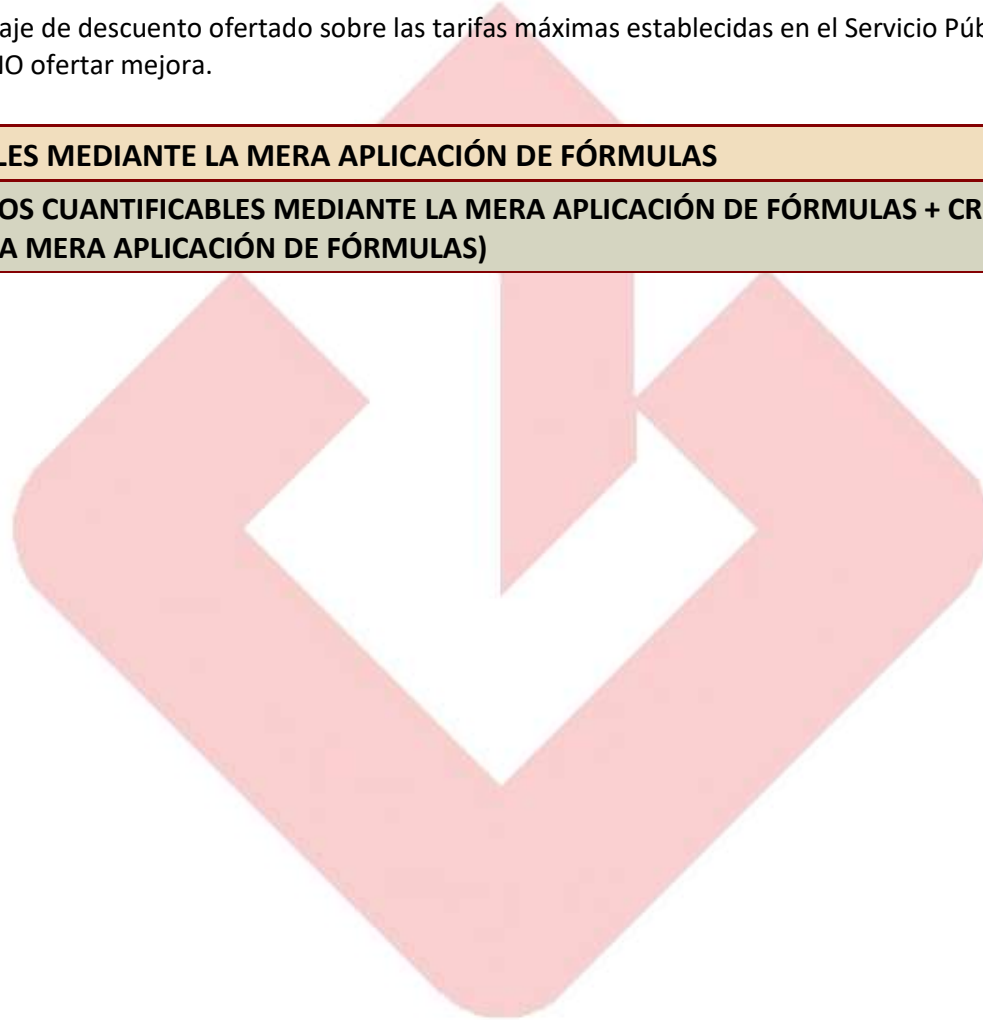 aje de descuento ofertado sobre las tarifas máximas establecidas en el Servicio Púb
NO ofertar mejora.
LES MEDIANTE LA MERA APLICACIÓN DE FÓRMULAS
OS CUANTIFICABLES MEDIANTE LA MERA APLICACIÓN DE FÓRMULAS + CR
A MERA APLICACIÓN DE FÓRMULAS)